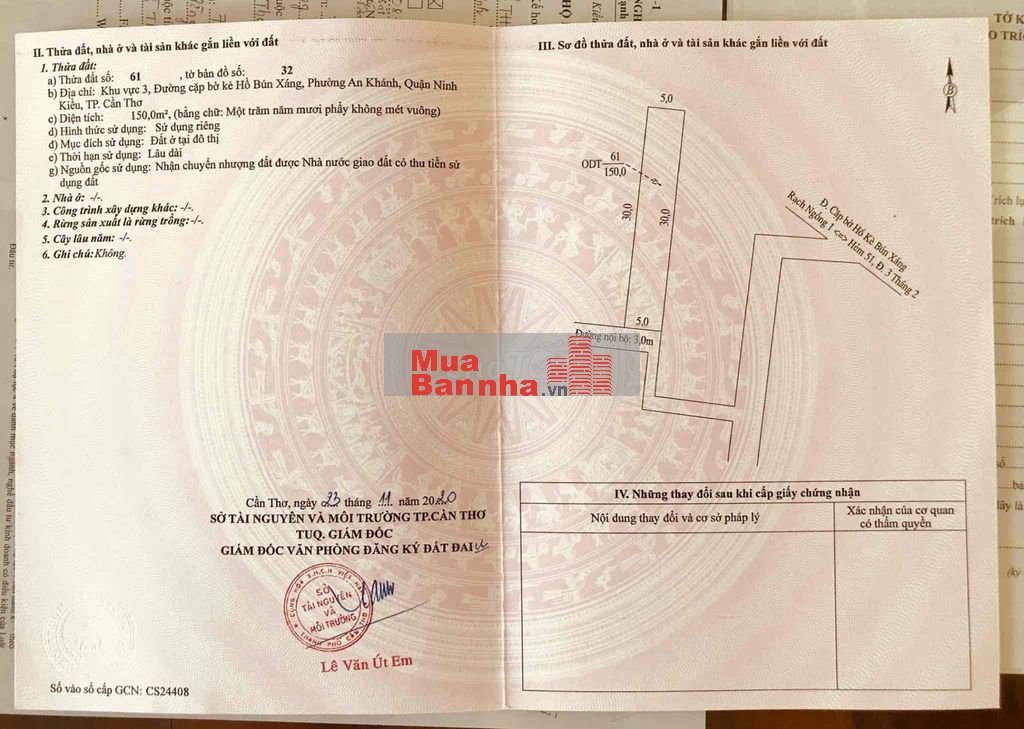 II. Thửa đất, nhà ở và tài sản khác gắn liền với đất
1. Thửa đất:
a) Thửa đất số: 61 , tờ bản đồ số: 32
b) Địa chỉ: Khu vực 3, Đường cặp bờ kè Hồ Bún Xáng, Phường An Khánh, Quận Ninh
Kiều, TP. Cần Thơ
c) Diện tích: 150,0m², (bằng chữ: Một trăm năm mươi phẩy không mét vuông)
d) Hình thức sử dụng: Sử dụng riêng
đ) Mục đích sử dụng: Đất ở tại đô thị
e) Thời hạn sử dụng: Lâu dài
g) Nguồn gốc sử dụng: Nhận chuyển nhượng đất được Nhà nước giao đất có thu tiền sử
dụng đất
2. Nhà ở: -/-.
3. Công trình xây dựng khác: -/-.
4. Rừng sản xuất là rừng trồng: -/-.
5. Cây lâu năm: -/-.
6. Ghi chú: Không.
Cần Thơ, ngày 23 tháng 11 năm 2020
SỞ TÀI NGUYÊN VÀ MÔI TRƯỜNG TP.CẦN THƠ
TUQ. GIÁM ĐỐC
GIÁM ĐỐC VĂN PHÒNG ĐĂNG KÝ ĐẤT ĐAI
SỞ
TÀI NGUYÊN
VÀ
MÔI TRƯỜNG
Lê Văn Út Em
Số vào sổ cấp GCN: CS24408
III. Sơ đồ thửa đất, nhà ở và tài sản khác gắn liền với đất
B
5,0
ODT 61
150,0
30,0
30,0
5,0
Đường nội bộ: 3,0m
Đ. Cặp bờ Hồ Kè Bún Xáng
Rạch Ngỗng 1 <=> Hẻm 51, Đ. 3 Tháng 2
Mua
Bannha.vn
IV. Những thay đổi sau khi cấp giấy chứng nhận
Nội dung thay đổi và cơ sở pháp lý
Xác nhận của cơ quan
có thẩm quyền